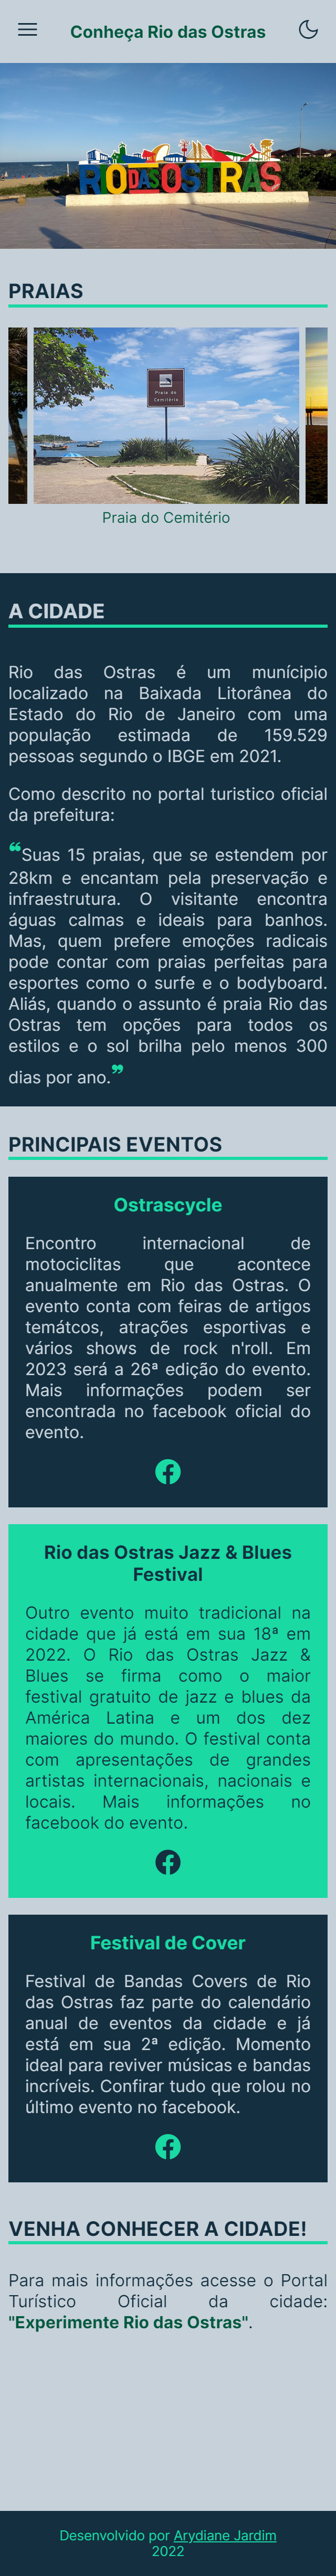 Conheça Rio das Ostras
RIODASOSTRAS
PRAIAS
Praia do
Cemitério
Praia do Cemitério
A CIDADE
Rio das Ostras é um munícipio
localizado na Baixada Litorânea do
Estado do Rio de Janeiro com uma
população estimada de 159.529
pessoas segundo o IBGE em 2021.
Como descrito no portal turistico oficial
da prefeitura:
❝Suas 15 praias, que se estendem por
28km e encantam pela preservação e
infraestrutura. O visitante encontra
águas calmas e ideais para banhos.
Mas, quem prefere emoções radicais
pode contar com praias perfeitas para
esportes como o surfe e o bodyboard.
Aliás, quando o assunto é praia Rio das
Ostras tem opções para todos os
estilos e o sol brilha pelo menos 300
dias por ano.❞
PRINCIPAIS EVENTOS
Ostrascycle
Encontro internacional de
motociclitas que acontece
anualmente em Rio das Ostras. O
evento conta com feiras de artigos
temátcos, atrações esportivas e
vários shows de rock n'roll. Em
2023 será a 26ª edição do evento.
Mais informações podem ser
encontrada no facebook oficial do
evento.
Rio das Ostras Jazz & Blues
Festival
Outro evento muito tradicional na
cidade que já está em sua 18ª em
2022. O Rio das Ostras Jazz &
Blues se firma como o maior
festival gratuito de jazz e blues da
América Latina e um dos dez
maiores do mundo. O festival conta
com apresentações de grandes
artistas internacionais, nacionais e
locais. Mais informações no
facebook do evento.
Festival de Cover
Festival de Bandas Covers de Rio
das Ostras faz parte do calendário
anual de eventos da cidade e já
está em sua 2ª edição. Momento
ideal para reviver músicas e bandas
incríveis. Confirar tudo que rolou no
último evento no facebook.
VENHA CONHECER A CIDADE!
Para mais informações acesse o Portal
Turístico Oficial da cidade:
"Experimente Rio das Ostras".
Desenvolvido por Arydiane Jardim
2022